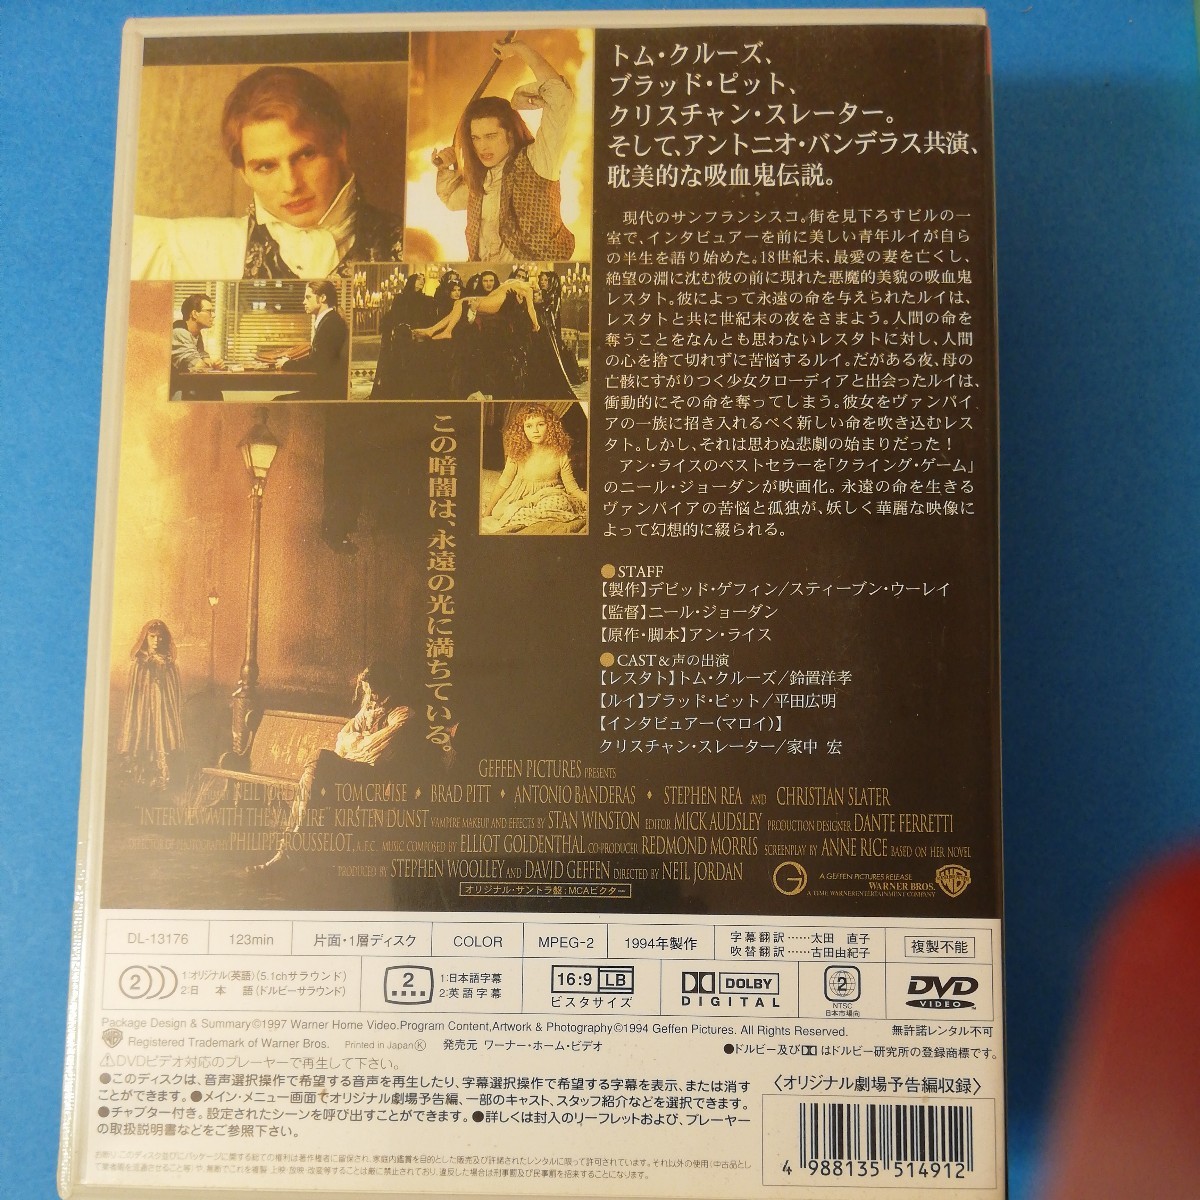 トム・クルーズ、
ブラッド・ピット、
クリスチャン・スレーター。
そして、アントニオ・バンデラス共演、
耽美的な吸血鬼伝説。
現代のサンフランシスコ。街を見下ろすビルの一
室で、インタビュアーを前に美しい青年ルイが自ら
の半生を語り始めた。18世紀末、最愛の妻を亡くし、
絶望の淵に沈む彼の前に現れた悪魔的美貌の吸血鬼
レスタト。彼によって永遠の命を与えられたルイは、
レスタトと共に世紀末の夜をさまよう。人間の命を
奪うことをなんとも思わないレスタトに対し、人間
の心を捨て切れずに苦悩するルイ。だがある夜、母の
亡骸にすがりつく少女クローディアと出会ったルイは、
衝動的にその命を奪ってしまう。彼女をヴァンパイ
アの一族に招き入れるべく新しい命を吹き込むレス
タト。しかし、それは思わぬ悲劇の始まりだった！
アン・ライスのベストセラーを「クライング・ゲーム」
のニール・ジョーダンが映画化。永遠の命を生きる
ヴァンパイアの苦悩と孤独が、妖しく華麗な映像に
よって幻想的に綴られる。
この暗闇は、永遠の光に満ちている。
●STAFF
【製作】デビッド・ゲフィン/スティーブン・ウーレイ
【監督】ニール・ジョーダン
【原作・脚本】アン・ライス
●CAST&声の出演
【レスタト】トム・クルーズ/鈴置洋孝
【ルイ】ブラッド・ピット/平田広明
【インタビュアー(マロイ)】
クリスチャン・スレーター/家中 宏
GEFFEN PICTURES PRESENTS
NEIL JORDAN ♦ TOM CRUISE ♦ BRAD PITT ♦ ANTONIO BANDERAS ♦ STEPHEN REA AND CHRISTIAN SLATER
"INTERVIEW WITH THE VAMPIRE" KIRSTEN DUNST VAMPIRE MAKEUP AND EFFECTS BY STAN WINSTON EDITOR MICK AUDSLEY PRODUCTION DESIGNER DANTE FERRETTI
DIRECTOR OF PHOTOGRAPHY PHILIPPE ROUSSELOT, A.F.C. MUSIC COMPOSED BY ELLIOT GOLDENTHAL CO-PRODUCER REDMOND MORRIS SCREENPLAY BY ANNE RICE BASED ON HER NOVEL
PRODUCED BY STEPHEN WOOLLEY AND DAVID GEFFEN DIRECTED BY NEIL JORDAN
A GEFFEN PICTURES RELEASE
WARNER BROS.
A TIME WARNER ENTERTAINMENT COMPANY
オリジナル・サントラ盤:MCAビクター
DL-13176 123min 片面・1層ディスク COLOR MPEG-2 1994年製作
字幕翻訳……太田 直子
吹替翻訳……古田由紀子
複製不能
2 1:オリジナル(英語)(5.1chサラウンド)
2:日 本 語(ドルビーサラウンド)
2 1:日本語字幕
2:英語字幕
16:9 LB
ビスタサイズ
DOLBY
DIGITAL
2
NTSC
日本市場向
DVD
VIDEO
Package Design & Summary©1997 Warner Home Video.Program Content,Artwork & Photography©1994 Geffen Pictures. All Rights Reserved.
無許諾レンタル不可
Registered Trademark of Warner Bros. Printed in Japan Ⓚ 発売元 ワーナー・ホーム・ビデオ
●ドルビー及びはドルビー研究所の登録商標です。
⚠DVDビデオ対応のプレーヤーで再生して下さい。
●このディスクは、音声選択操作で希望する音声を再生したり、字幕選択操作で希望する字幕を表示、または消す
ことができます。●メイン・メニュー画面でオリジナル劇場予告編、一部のキャスト、スタッフ紹介などを選択できます。
●チャプター付き。設定されたシーンを呼び出すことができます。●詳しくは封入のリーフレットおよび、プレーヤー
の取扱説明書などをご参照下さい。
〈オリジナル劇場予告編収録〉
4 988135 514912